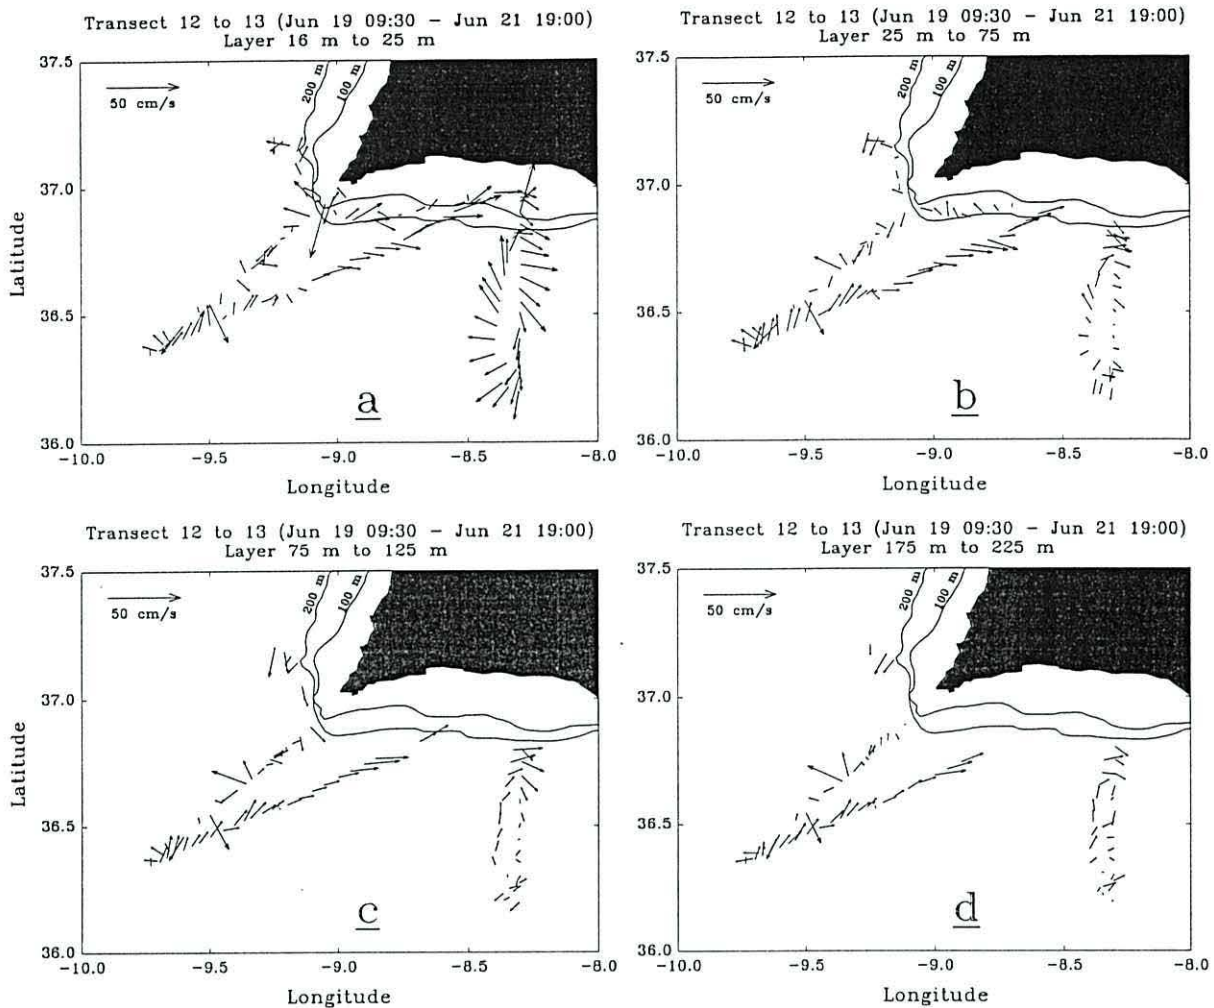 Transect 12 to 13 (Jun 19 09:30 – Jun 21 19:00)
Layer 16 m to 25 m
37.5
37.0
36.5
36.0
Latitude
50 cm/s
200 m
100 m
a
-10.0 -9.5 -9.0 -8.5 -8.0
Longitude
Transect 12 to 13 (Jun 19 09:30 – Jun 21 19:00)
Layer 25 m to 75 m
37.5
37.0
36.5
36.0
50 cm/s
200 m
100 m
b
-10.0 -9.5 -9.0 -8.5 -8.0
Longitude
Transect 12 to 13 (Jun 19 09:30 – Jun 21 19:00)
Layer 75 m to 125 m
37.5
37.0
36.5
36.0
Latitude
50 cm/s
200 m
100 m
c
-10.0 -9.5 -9.0 -8.5 -8.0
Longitude
Transect 12 to 13 (Jun 19 09:30 – Jun 21 19:00)
Layer 175 m to 225 m
37.5
37.0
36.5
36.0
50 cm/s
200 m
100 m
d
-10.0 -9.5 -9.0 -8.5 -8.0
Longitude